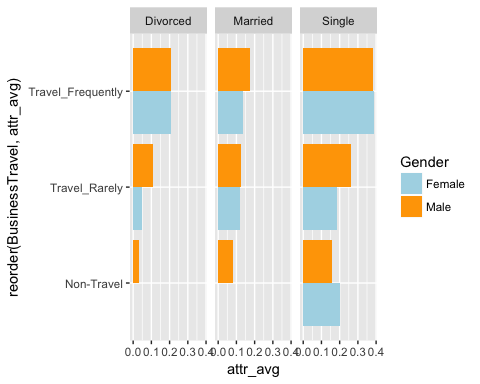 Divorced Married Single
reorder(BusinessTravel, attr_avg)
Travel_Frequently
Travel_Rarely
Non-Travel
0.0 0.1 0.2 0.3 0.4 0.0 0.1 0.2 0.3 0.4 0.0 0.1 0.2 0.3 0.4
attr_avg
Gender
Female
Male